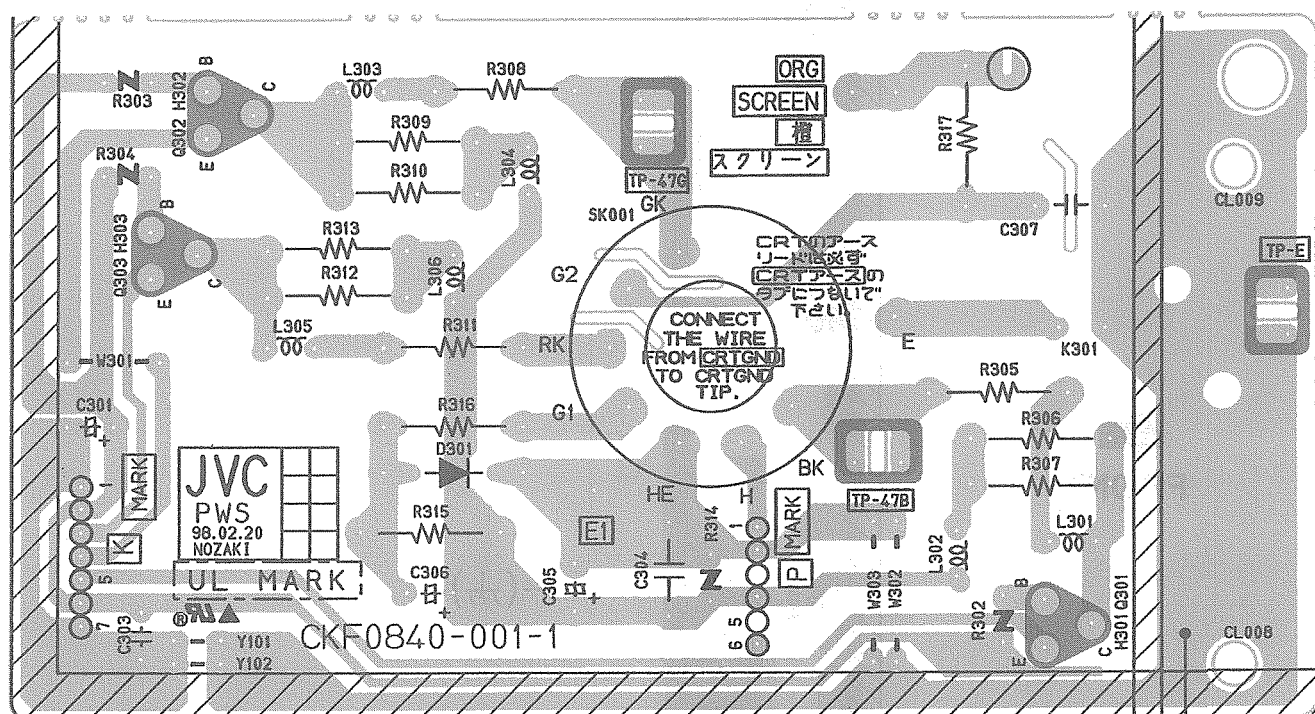 ORG
SCREEN
橙
スクリーン
L303
R308
R303
H302
B
C
Q302
E
R309
R310
L304
R304
TP-47G
GK
SK001
R317
C307
CL009
TP-E
H303
B
Q303
E
C
R313
R312
L306
G2
CRTのアース
リードは必ず
CRTアースの
タブにつないで
下さい
L305
R311
RK
CONNECT
THE WIRE
FROM CRTGND
TO CRTGND
TIP.
E
K301
W301
C301
+
R316
G1
R305
R306
R307
D301
BK
TP-47B
HE
H
1
MARK
K
5
7
JVC
PWS
98.02.20
NOZAKI
UL MARK
R315
E1
R314
1
MARK
P
5
6
L301
L302
C306
+
C305
+
C304
W303
W302
R302
B
E
C
H301
Q301
C303
Y101
Y102
CKF0840-001-1
CL008